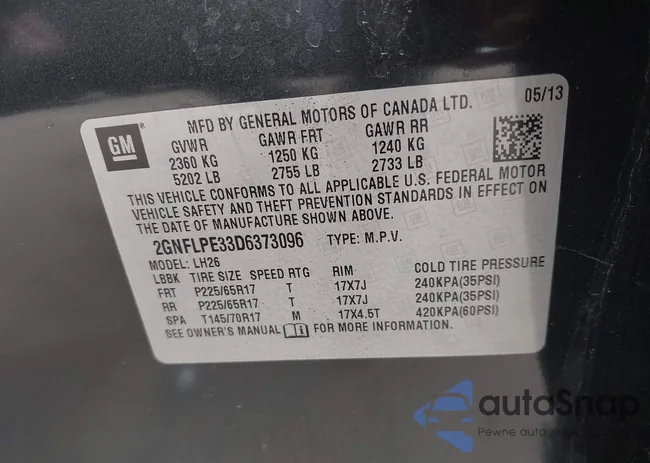 MFD BY GENERAL MOTORS OF CANADA LTD. 05/13
GM
GVWR GAWR FRT GAWR RR
2360 KG 1250 KG 1240 KG
5202 LB 2755 LB 2733 LB
THIS VEHICLE CONFORMS TO ALL APPLICABLE U.S. FEDERAL MOTOR
VEHICLE SAFETY AND THEFT PREVENTION STANDARDS IN EFFECT ON
THE DATE OF MANUFACTURE SHOWN ABOVE.
2GNFLPE33D6373096 TYPE: M.P.V.
MODEL: LH26
LBBK TIRE SIZE SPEED RTG RIM COLD TIRE PRESSURE
FRT P225/65R17 T 17X7J 240KPA(35PSI)
RR P225/65R17 T 17X7J 240KPA(35PSI)
SPA T145/70R17 M 17X4.5T 420KPA(60PSI)
SEE OWNER'S MANUAL FOR MORE INFORMATION.
autaSnap
Pewne auta